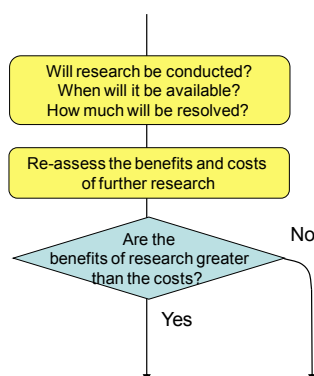 Will research be conducted?
When will it be available?
How much will be resolved?
Re-assess the benefits and costs
of further research
Are the
benefits of research greater
than the costs?
No
Yes